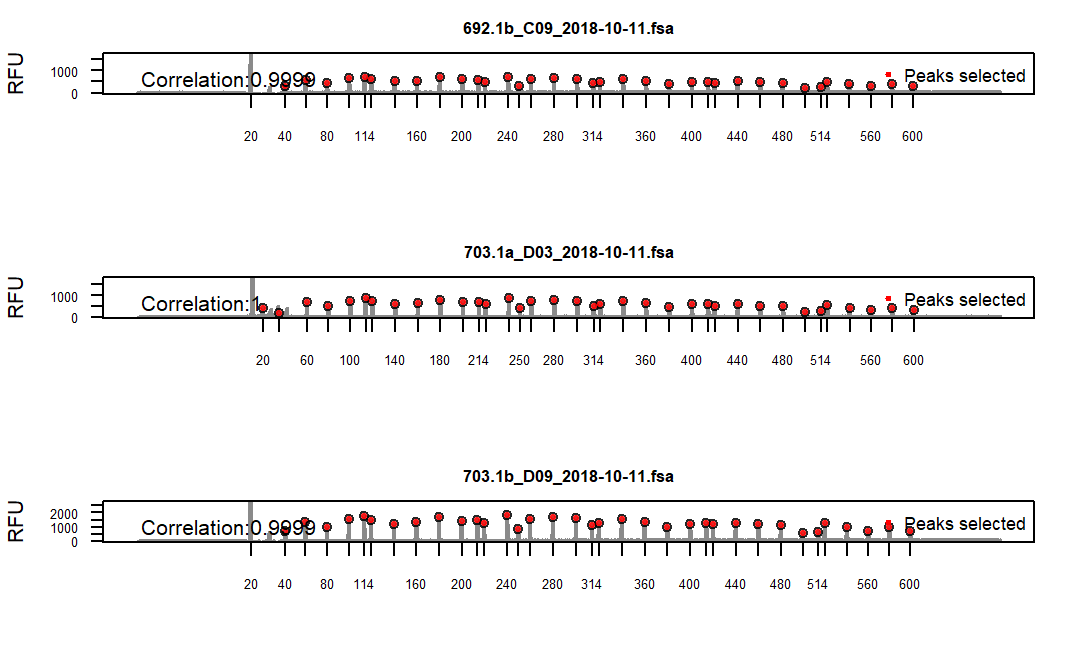 692.1b_C09_2018-10-11.fsa
RFU
1000
0
Correlation:0.9999
Peaks selected
20 40 80 114 160 200 240 280 314 360 400 440 480 514 560 600
703.1a_D03_2018-10-11.fsa
RFU
1000
0
Correlation:1
Peaks selected
20 60 100 140 180 214 250 280 314 360 400 440 480 514 560 600
703.1b_D09_2018-10-11.fsa
RFU
2000
1000
0
Correlation:0.9999
Peaks selected
20 40 80 114 160 200 240 280 314 360 400 440 480 514 560 600